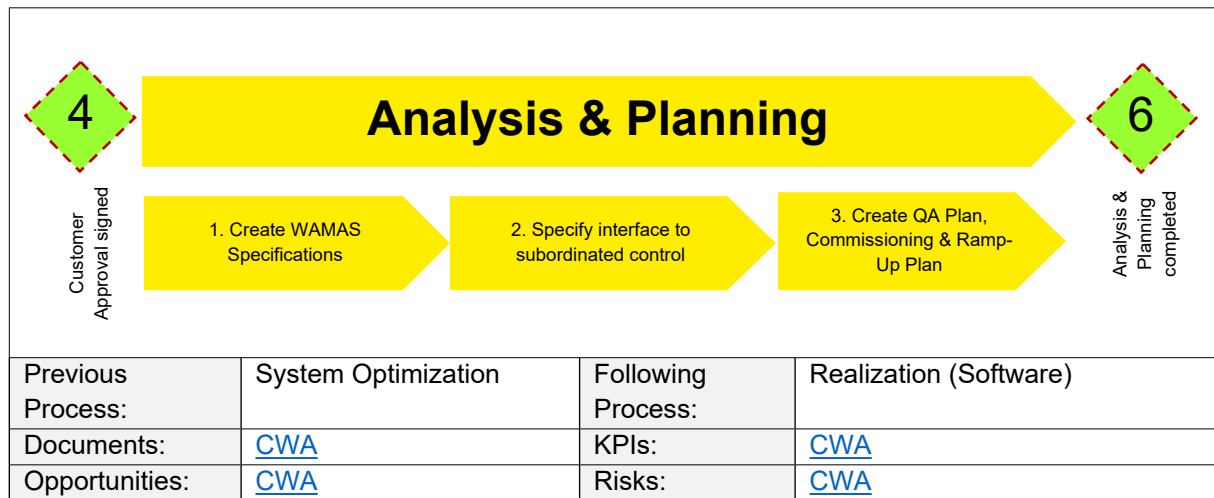 4
Analysis & Planning
6
Customer
Approval signed
1. Create WAMAS
Specifications
2. Specify interface to
subordinated control
3. Create QA Plan,
Commissioning & Ramp-
Up Plan
Analysis &
Planning
completed
Previous
Process:
System Optimization
Following
Process:
Realization (Software)
Documents:
CWA
KPIs:
CWA
Opportunities:
CWA
Risks:
CWA